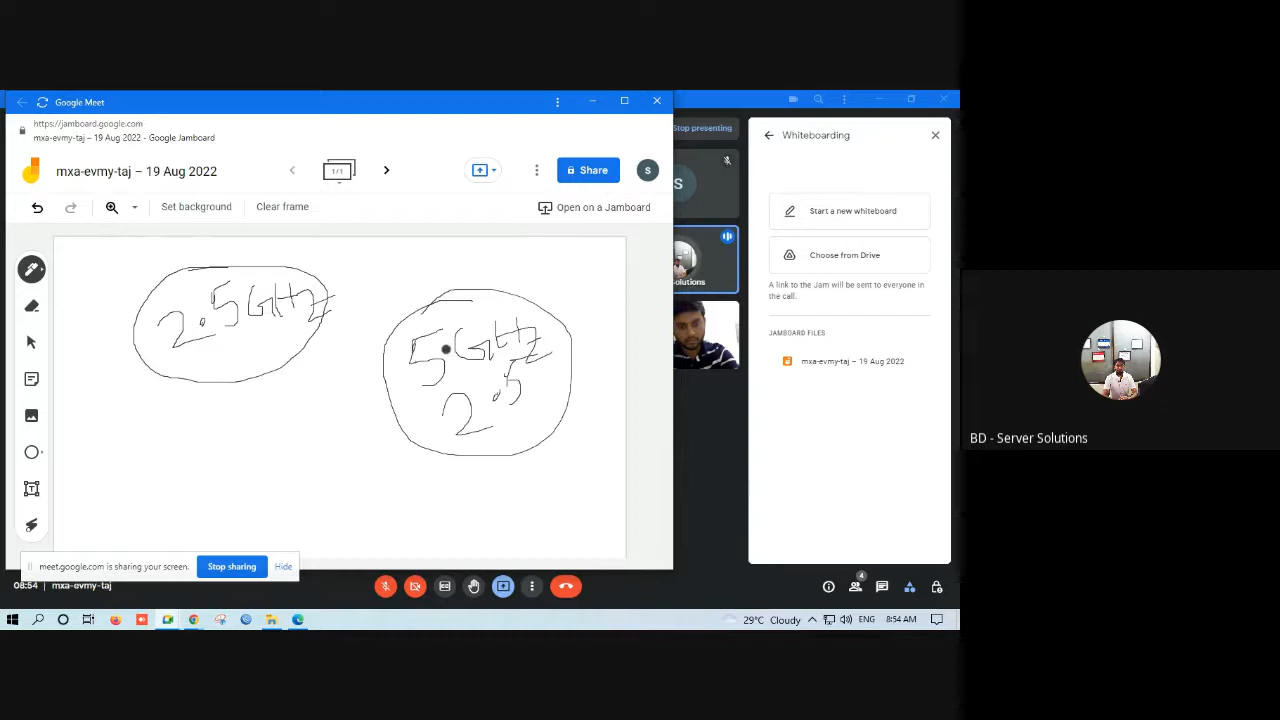 Google Meet
https://jamboard.google.com
mxa-evmy-taj – 19 Aug 2022 - Google Jamboard
mxa-evmy-taj – 19 Aug 2022
1/1
Share
S
Set background
Clear frame
Open on a Jamboard
2.5GHz
5GHz
2.5
meet.google.com is sharing your screen.
Stop sharing
Hide
Stop presenting
S
olutions
Whiteboarding
Start a new whiteboard
Choose from Drive
A link to the Jam will be sent to everyone in
the call.
JAMBOARD FILES
mxa-evmy-taj – 19 Aug 2022
BD - Server Solutions
08:54
mxa-evmy-taj
4
29°C Cloudy
ENG
8:54 AM